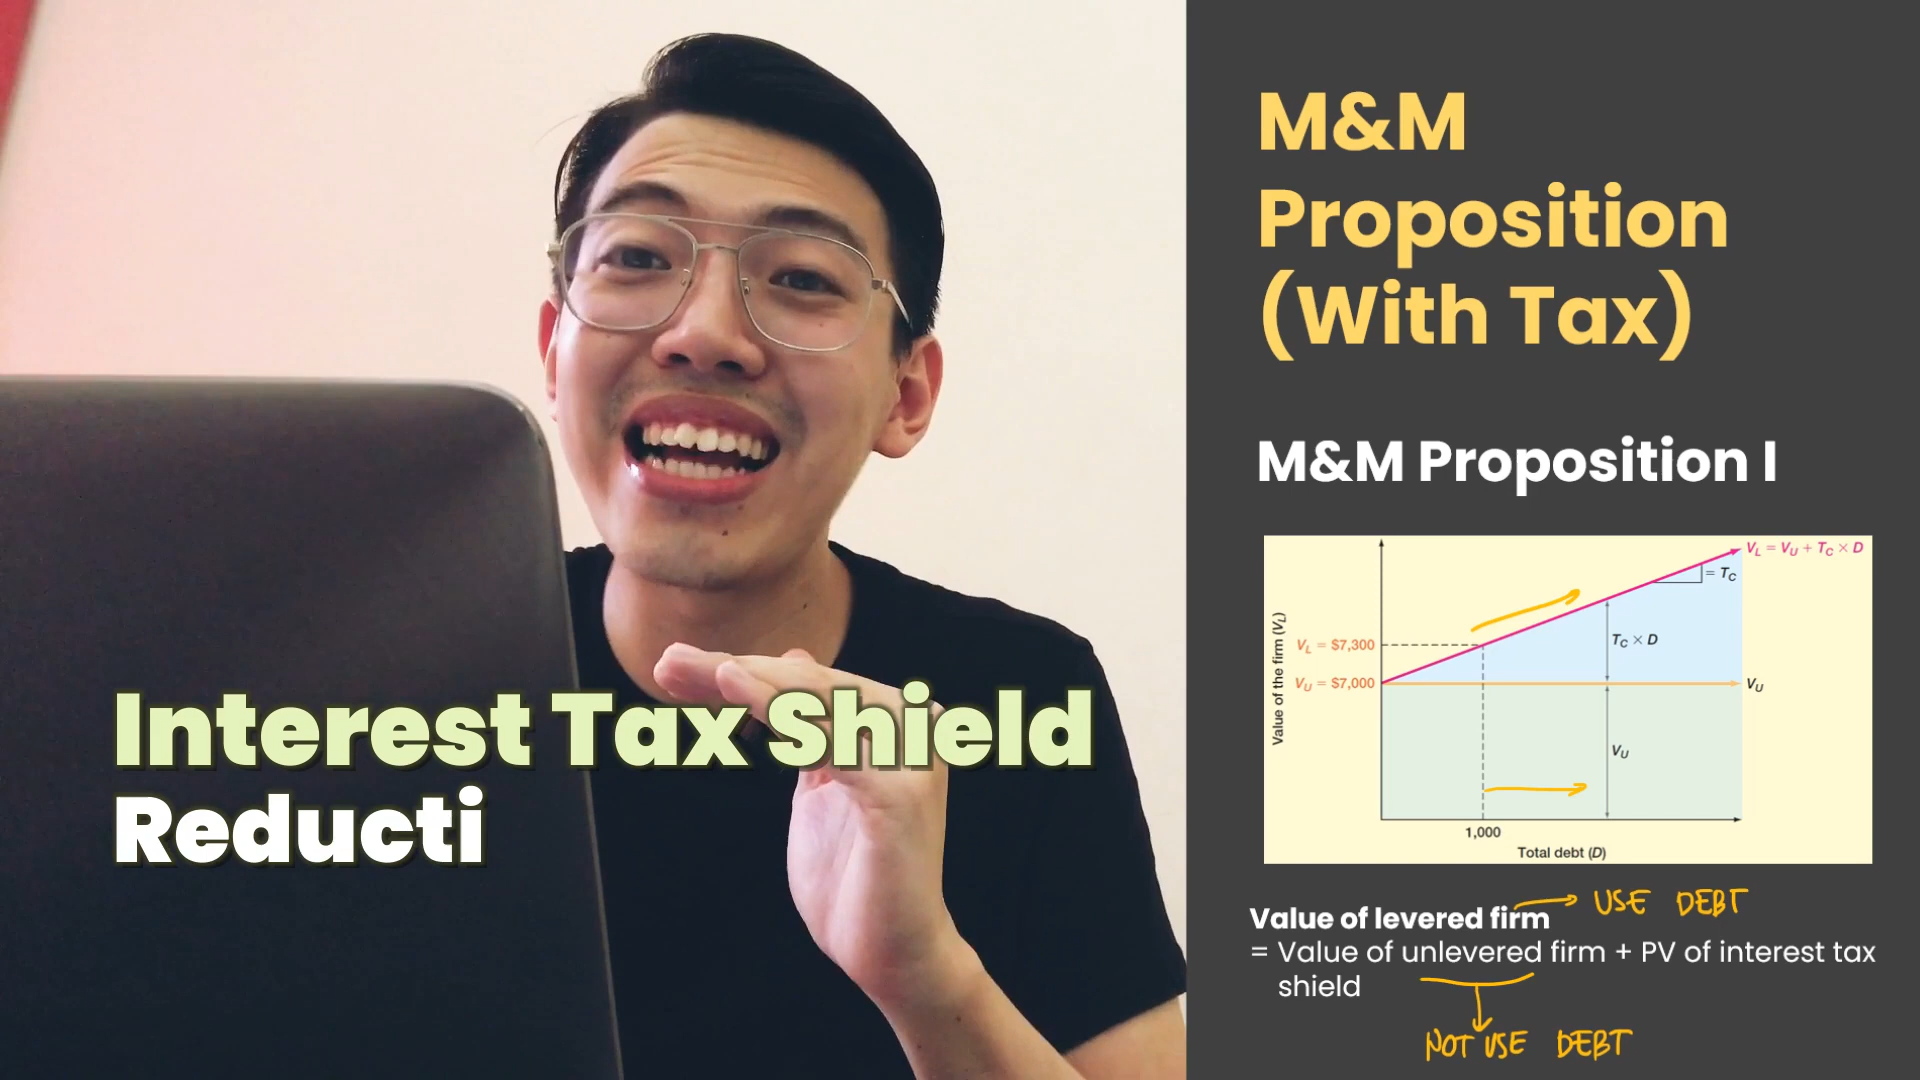 Interest Tax Shield
Reducti
M&M
Proposition
(With Tax)
M&M Proposition I
Value of the firm (V_L)
V_L = V_U + T_C × D
= T_C
T_C × D
V_L = $7,300
V_U = $7,000
V_U
V_U
1,000
Total debt (D)
Value of levered firm
USE DEBT
= Value of unlevered firm + PV of interest tax
shield
NOT USE DEBT